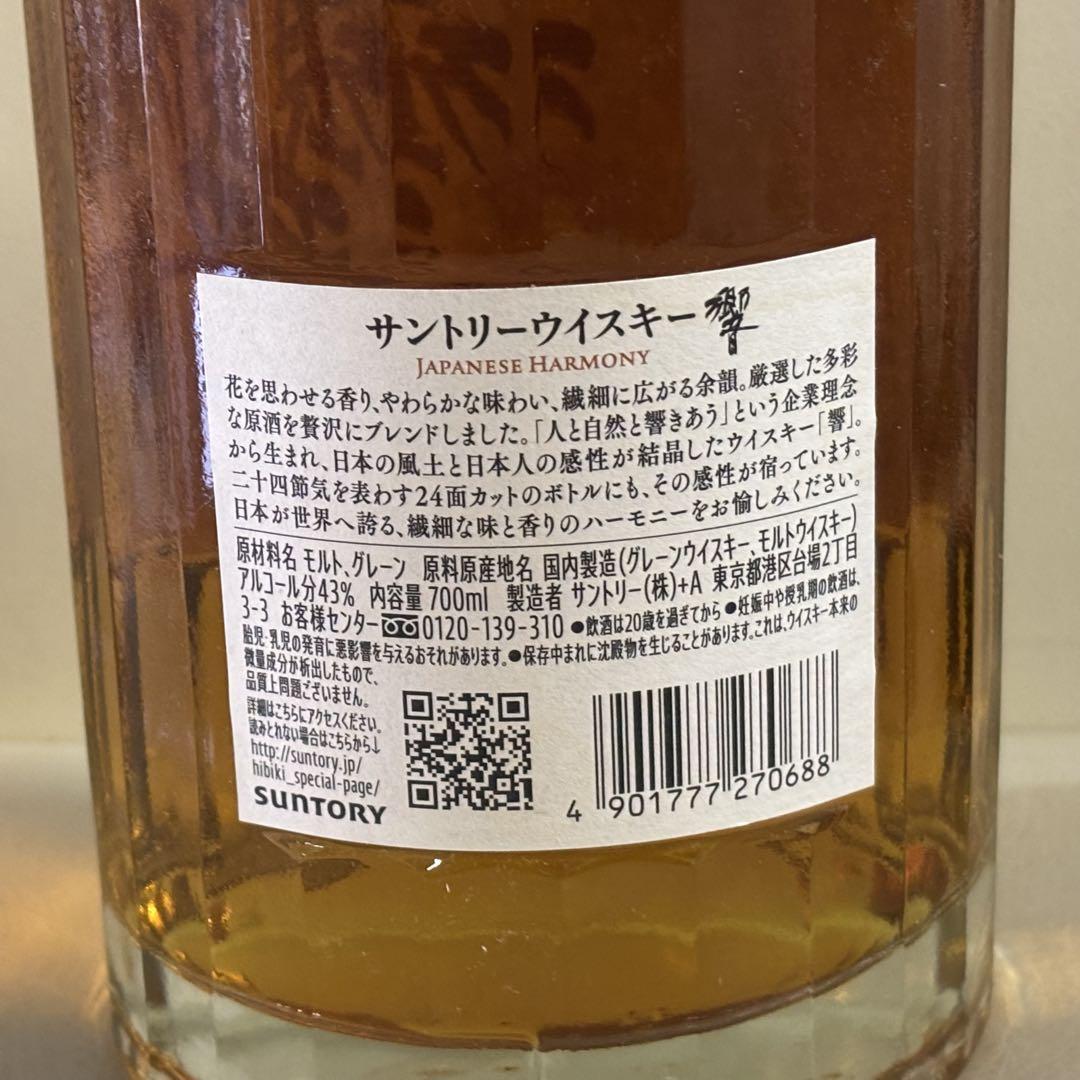 サントリーウイスキー響
JAPANESE HARMONY
花を思わせる香り、やわらかな味わい、繊細に広がる余韻。厳選した多彩
な原酒を贅沢にブレンドしました。「人と自然と響きあう」という企業理念
から生まれ、日本の風土と日本人の感性が結晶したウイスキー「響」。
二十四節気を表わす24面カットのボトルにも、その感性が宿っています。
日本が世界へ誇る、繊細な味と香りのハーモニーをお愉しみください。
原材料名 モルト、グレーン 原料原産地名 国内製造(グレーンウイスキー、モルトウイスキー)
アルコール分43% 内容量700ml 製造者 サントリー(株)+A 東京都港区台場2丁目
3-3 お客様センター 0120-139-310 ●飲酒は20歳を過ぎてから ●妊娠中や授乳期の飲酒は、
胎児・乳児の発育に悪影響を与えるおそれがあります。●保存中まれに沈殿物を生じることがあります。これは、ウイスキー本来の
微量成分が析出したもので、
品質上問題ございません。
詳細はこちらにアクセスください。
読みとれない場合はこちらから↓
http://suntory.jp/
hibiki_special-page/
SUNTORY
4 901777 270688